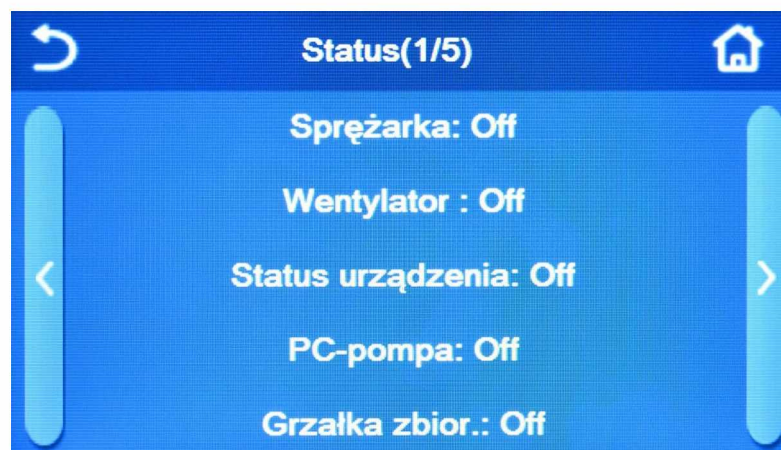 Status(1/5)
Sprężarka: Off
Wentylator : Off
Status urządzenia: Off
PC-pompa: Off
Grzałka zbior.: Off